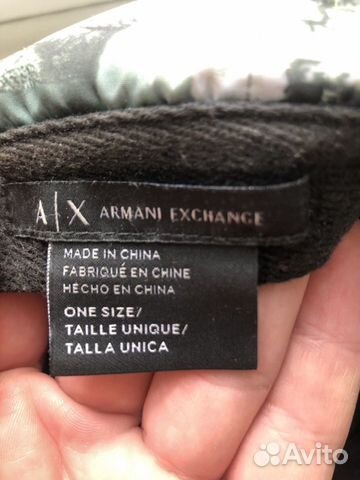 A|X ARMANI EXCHANGE
MADE IN CHINA
FABRIQUÉ EN CHINE
HECHO EN CHINA
ONE SIZE/
TAILLE UNIQUE/
TALLA UNICA
Avito